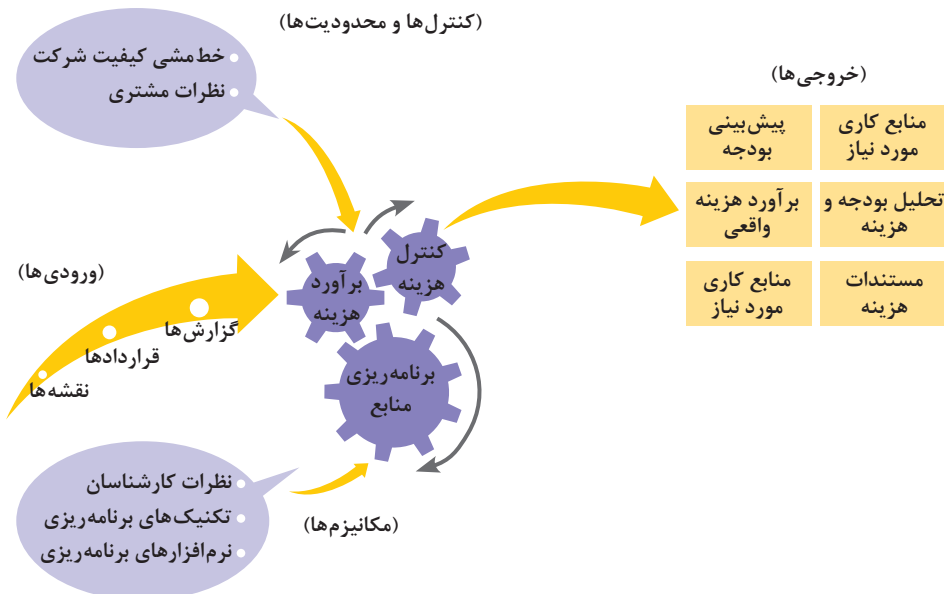 (کنترل‌ها و محدودیت‌ها)
خط‌مشی کیفیت شرکت
نظرات مشتری
(خروجی‌ها)
منابع کاری
مورد نیاز
پیش‌بینی
بودجه
تحلیل بودجه و
هزینه
برآورد هزینه
واقعی
مستندات
هزینه
منابع کاری
مورد نیاز
کنترل
هزینه
برآورد
هزینه
برنامه‌ریزی
منابع
(ورودی‌ها)
گزارش‌ها
قراردادها
نقشه‌ها
نظرات کارشناسان
تکنیک‌های برنامه‌ریزی
نرم‌افزارهای برنامه‌ریزی
(مکانیزم‌ها)